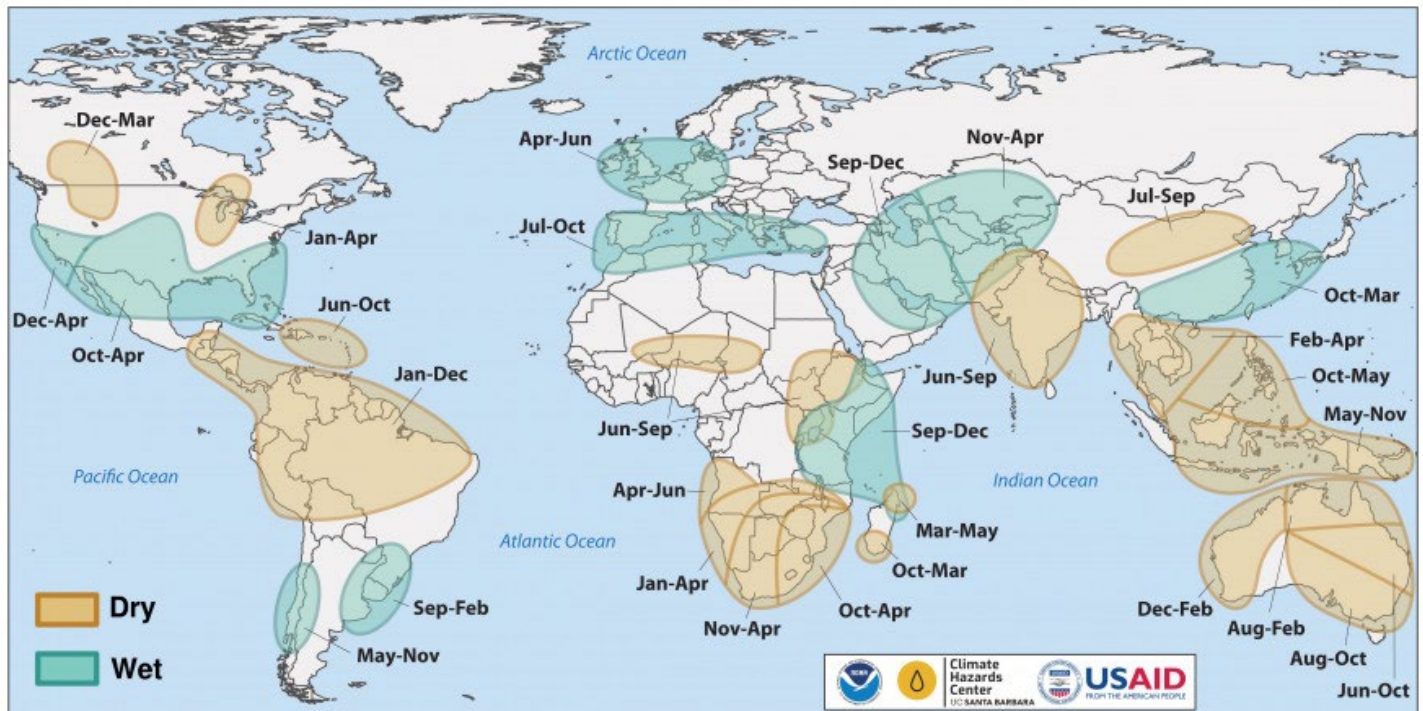 Arctic Ocean
Dec-Mar
Apr-Jun
Nov-Apr
Sep-Dec
Jul-Sep
Jul-Oct
Jan-Apr
Oct-Mar
Jun-Oct
Dec-Apr
Feb-Apr
Oct-Apr
Jan-Dec
Jun-Sep
Oct-May
May-Nov
Jun-Sep
Sep-Dec
Pacific Ocean
Indian Ocean
Apr-Jun
Mar-May
Atlantic Ocean
Oct-Mar
Jan-Apr
Dry
Sep-Feb
Oct-Apr
Dec-Feb
Nov-Apr
Aug-Feb
May-Nov
Aug-Oct
Wet
Jun-Oct
NOAA
Climate
Hazards
Center
UC SANTA BARBARA
USAID
FROM THE AMERICAN PEOPLE